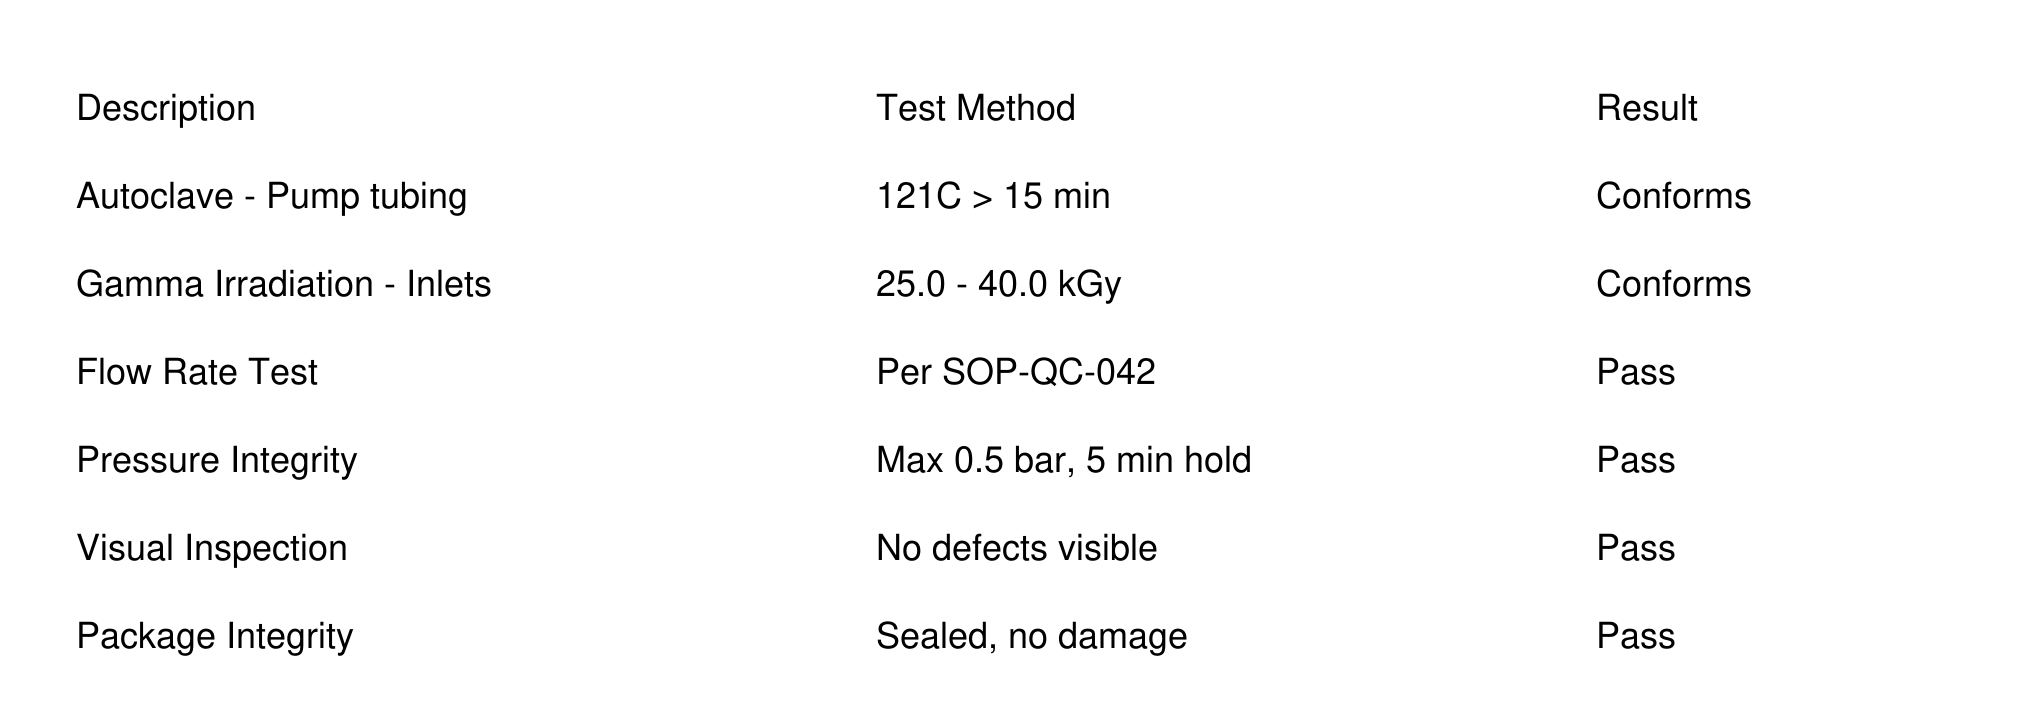 Description Test Method Result
Autoclave - Pump tubing 121C > 15 min Conforms
Gamma Irradiation - Inlets 25.0 - 40.0 kGy Conforms
Flow Rate Test Per SOP-QC-042 Pass
Pressure Integrity Max 0.5 bar, 5 min hold Pass
Visual Inspection No defects visible Pass
Package Integrity Sealed, no damage Pass